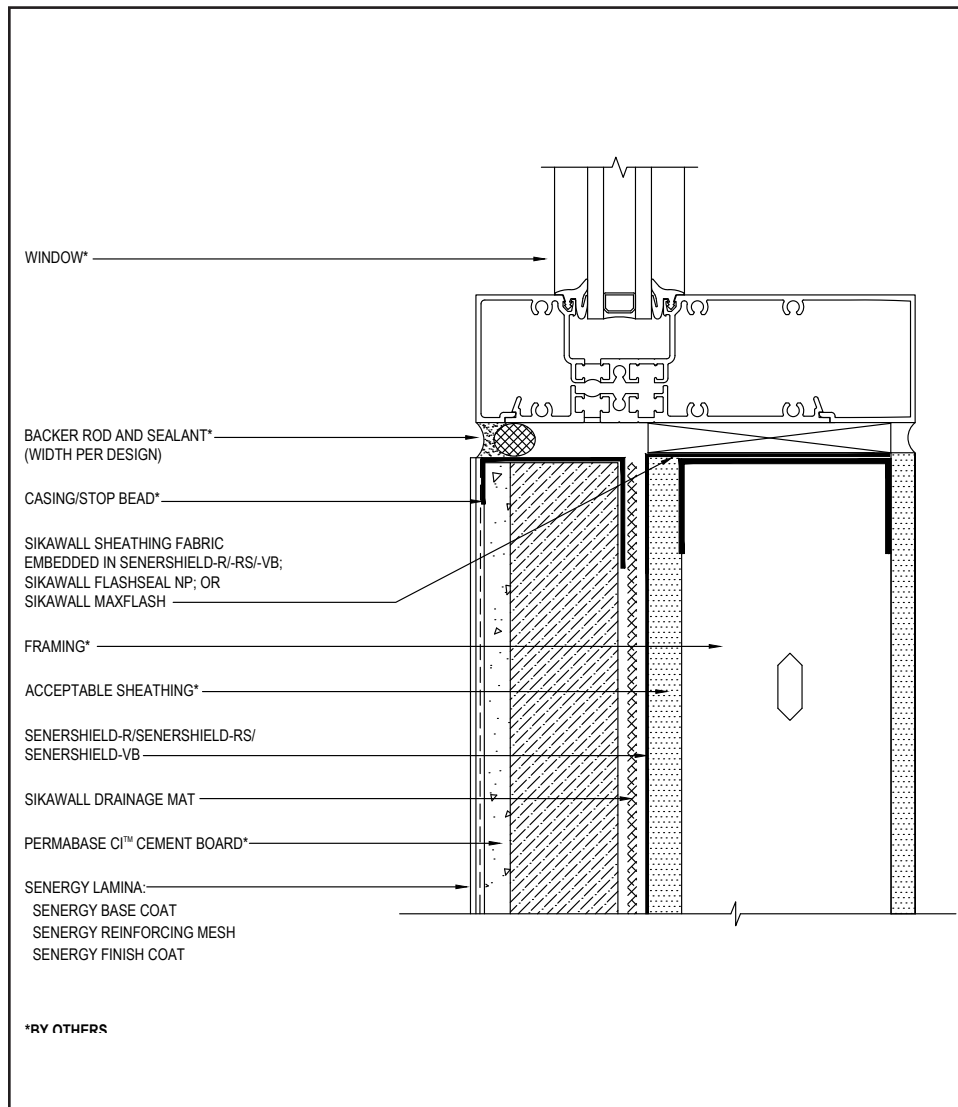 WINDOW*
BACKER ROD AND SEALANT*
(WIDTH PER DESIGN)
CASING/STOP BEAD*
SIKAWALL SHEATHING FABRIC
EMBEDDED IN SENERSHIELD-R/-RS/-VB;
SIKAWALL FLASHSEAL NP; OR
SIKAWALL MAXFLASH
FRAMING*
ACCEPTABLE SHEATHING*
SENERSHIELD-R/SENERSHIELD-RS/
SENERSHIELD-VB
SIKAWALL DRAINAGE MAT
PERMABASE CI™ CEMENT BOARD*
SENERGY LAMINA:
SENERGY BASE COAT
SENERGY REINFORCING MESH
SENERGY FINISH COAT
*BY OTHERS